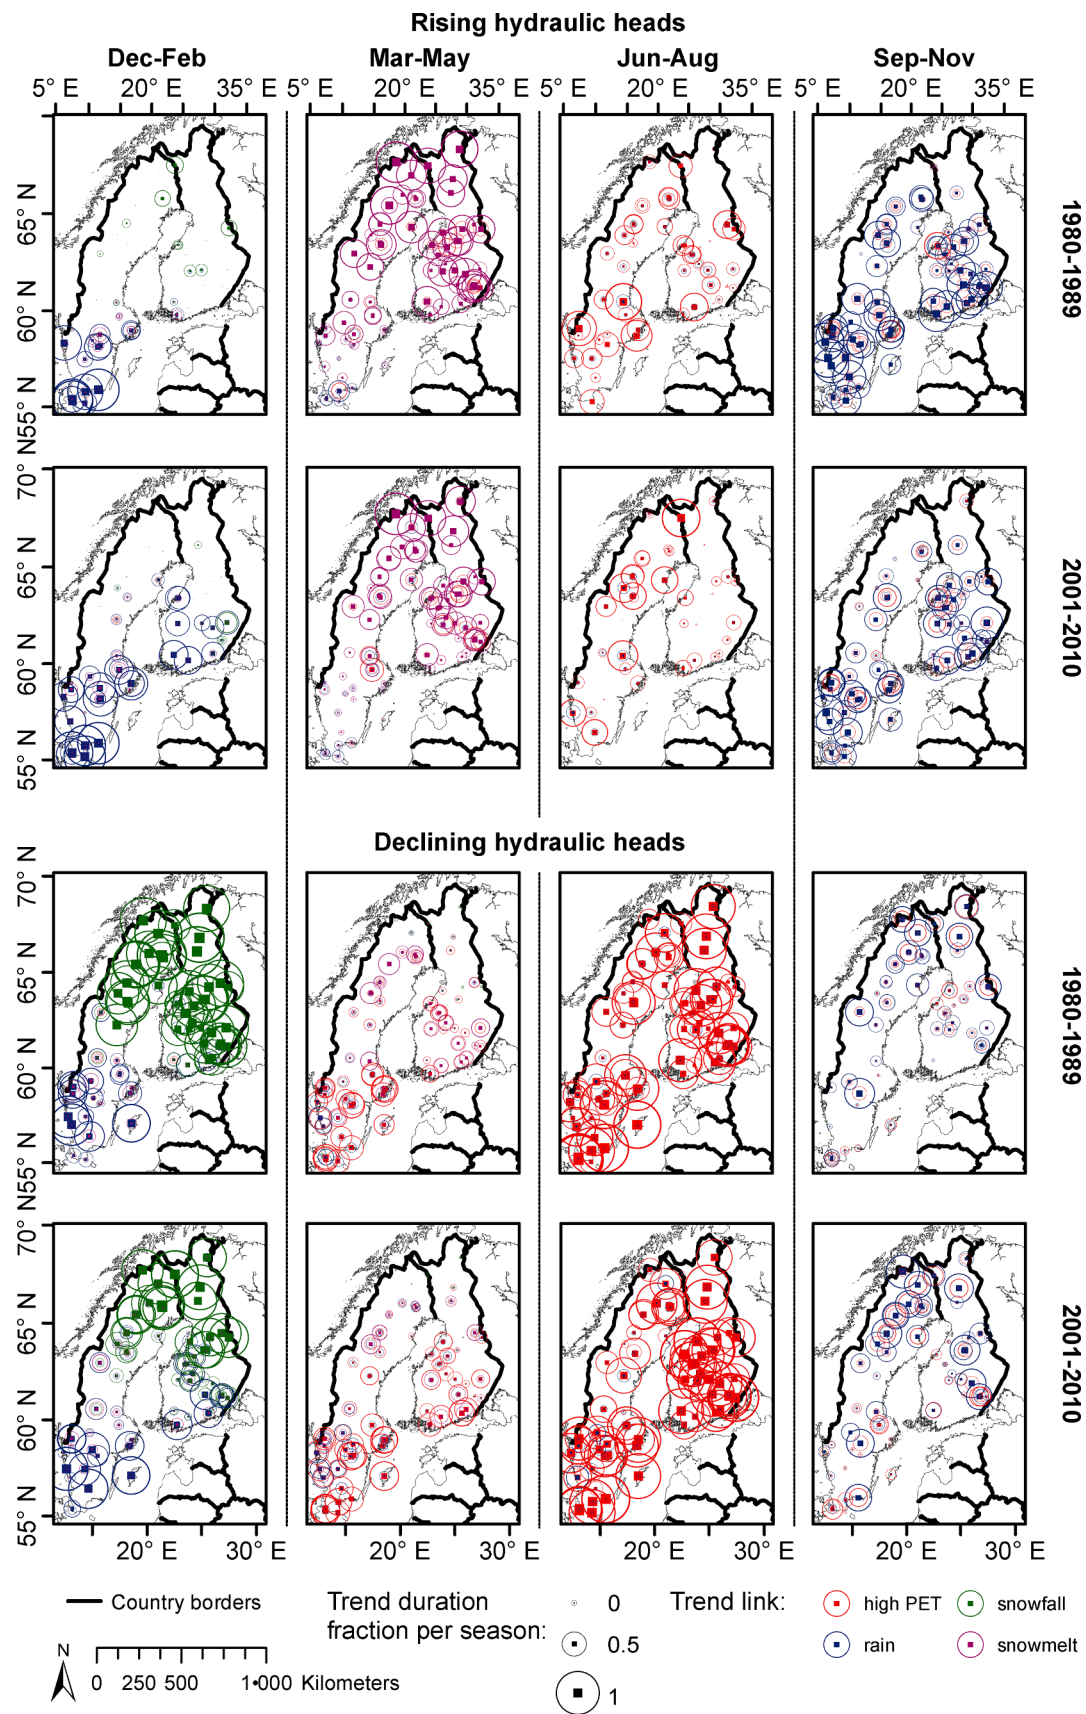 Rising hydraulic heads
Dec-Feb Mar-May Jun-Aug Sep-Nov
5° E 20° E 35° E 5° E 20° E 35° E 5° E 20° E 35° E 5° E 20° E 35° E
65° N
60° N
55° N
1980-1989
70° N
65° N
60° N
55° N
2001-2010
Declining hydraulic heads
70° N
65° N
60° N
55° N
1980-1989
70° N
65° N
60° N
55° N
2001-2010
20° E 30° E 20° E 30° E 20° E 30° E 20° E 30° E
Country borders
N
0 250 500 1•000 Kilometers
Trend duration
fraction per season:
0
0.5
1
Trend link:
high PET
rain
snowfall
snowmelt